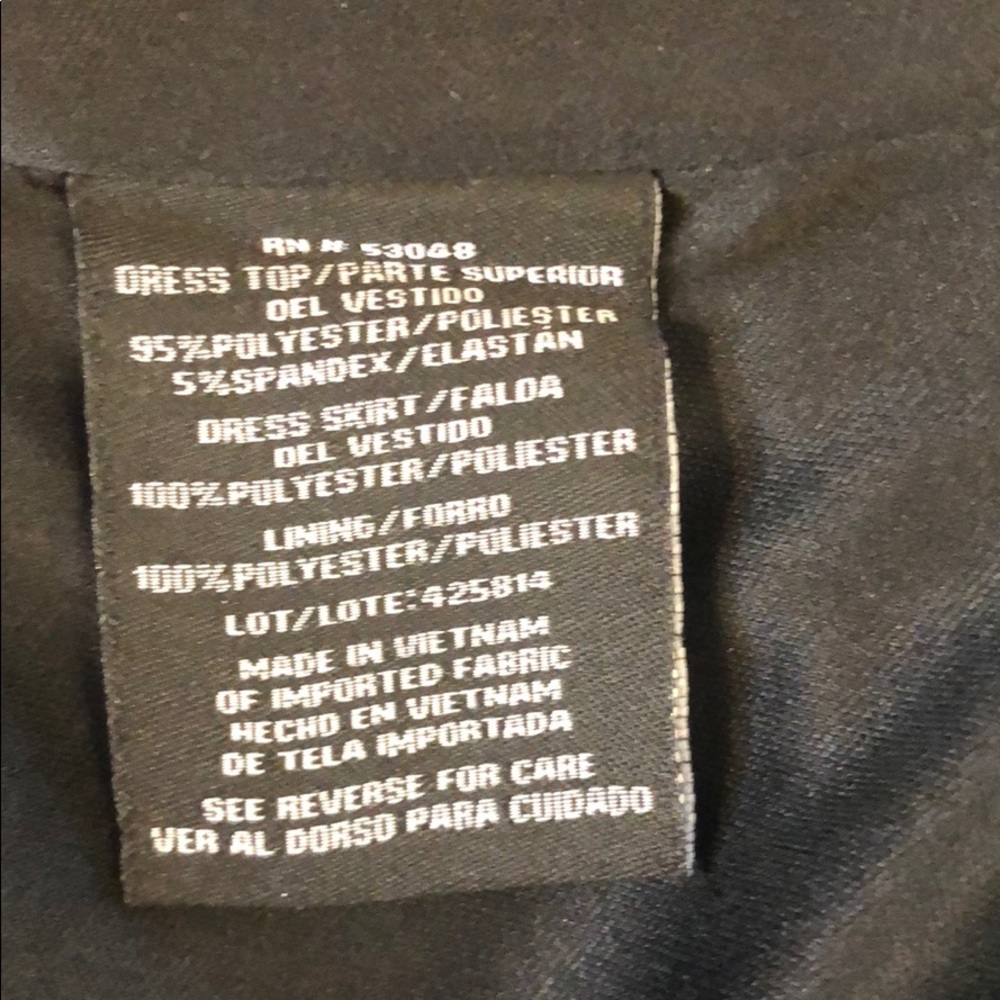 RN # 53048
DRESS TOP/PARTE SUPERIOR
DEL VESTIDO
95%POLYESTER/POLIESTER
5%SPANDEX/ELASTÁN
DRESS SKIRT/FALDA
DEL VESTIDO
100%POLYESTER/POLIESTER
LINING/FORRO
100%POLYESTER/POLIESTER
LOT/LOTE:425814
MADE IN VIETNAM
OF IMPORTED FABRIC
HECHO EN VIETNAM
DE TELA IMPORTADA
SEE REVERSE FOR CARE
VER AL DORSO PARA CUIDADO